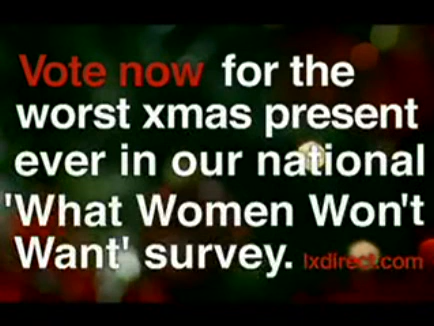 Vote now for the
worst xmas present
ever in our national
'What Women Won't
Want' survey. lxdirect.com